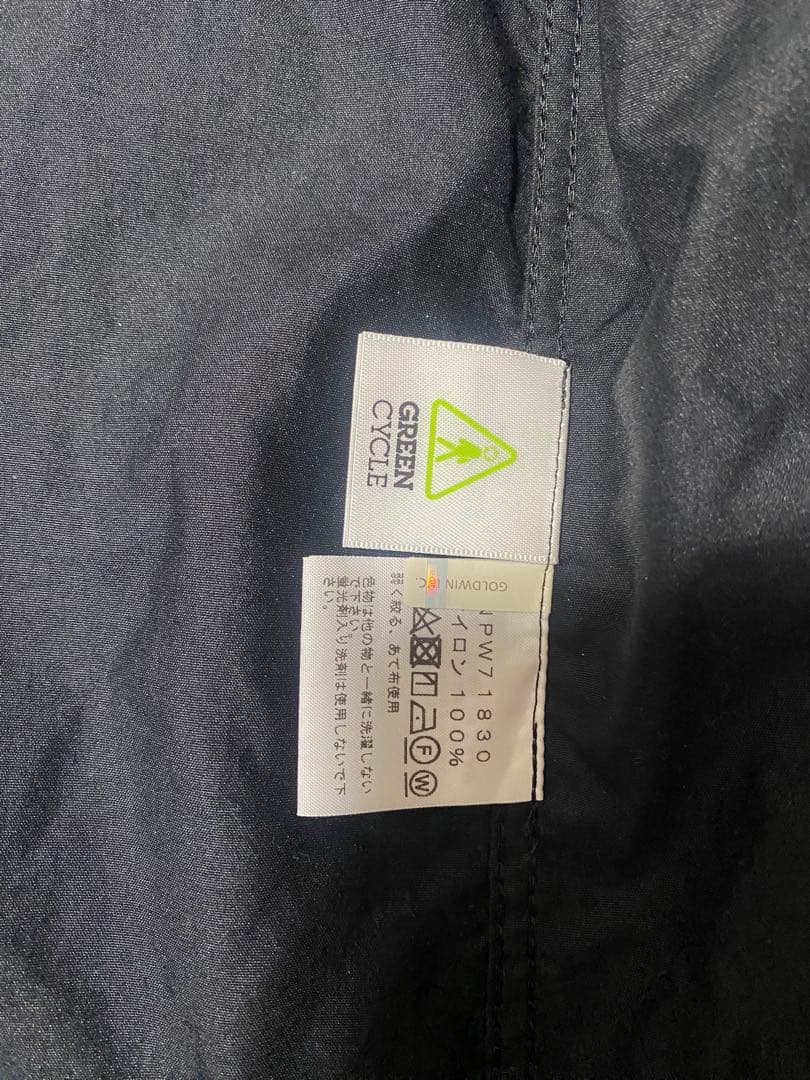 GREEN
CYCLE
GOLDWIN
NPW71830
イロン 100%
弱く絞る、あて布使用
色物は他の物と一緒に洗濯しない
で下さい。
蛍光剤入り洗剤は使用しないで下
さい。